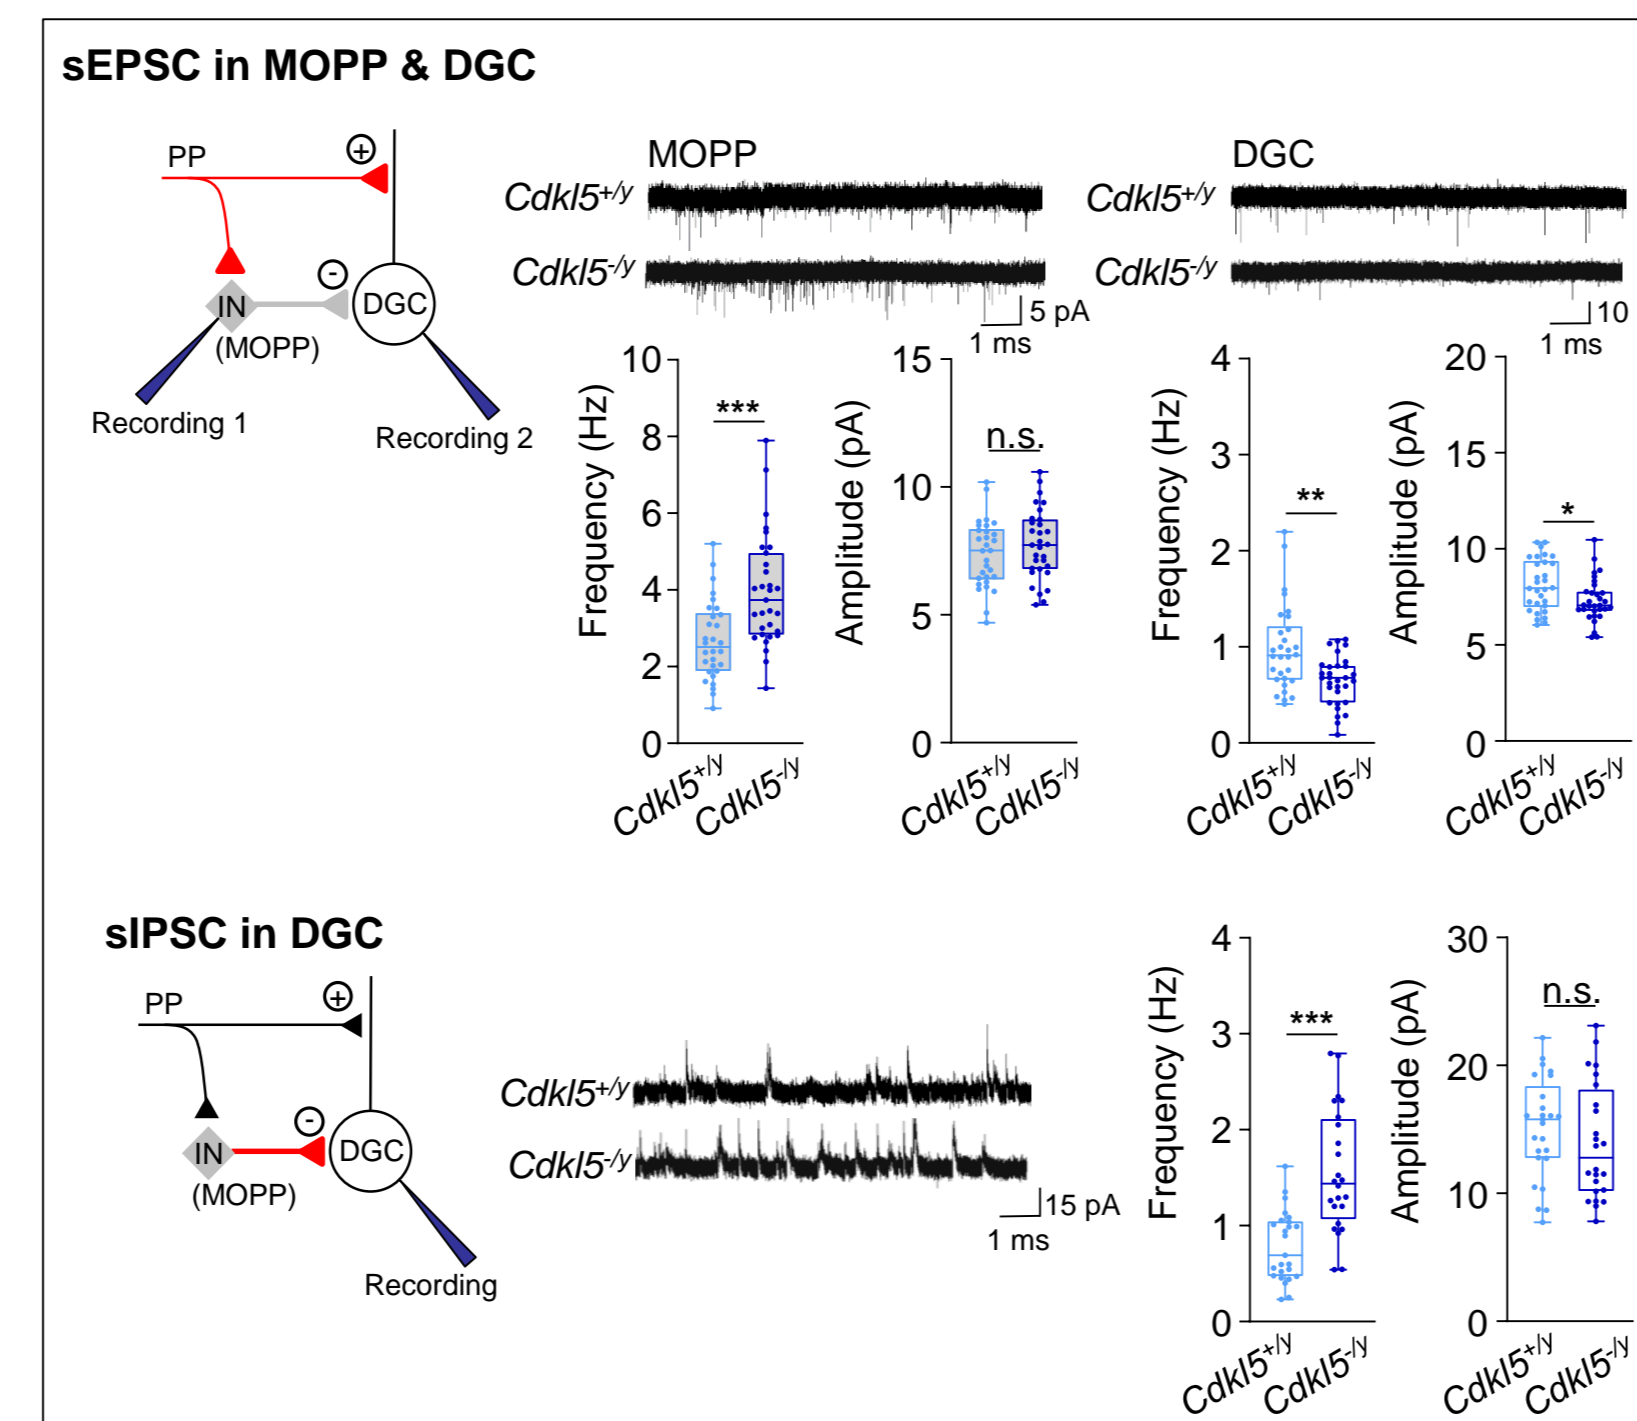 sEPSC in MOPP & DGC
PP
+
-
IN
(MOPP)
DGC
Recording 1
Recording 2
MOPP
Cdkl5+/y
Cdkl5-/y
5 pA
1 ms
DGC
Cdkl5+/y
Cdkl5-/y
10
1 ms
Frequency (Hz)
10
8
6
4
2
0
***
Cdkl5+/y
Cdkl5-/y
Amplitude (pA)
15
10
5
0
n.s.
Cdkl5+/y
Cdkl5-/y
Frequency (Hz)
4
3
2
1
0
**
Cdkl5+/y
Cdkl5-/y
Amplitude (pA)
20
15
10
5
0
*
Cdkl5+/y
Cdkl5-/y
sIPSC in DGC
PP
+
-
IN
(MOPP)
DGC
Recording
Cdkl5+/y
Cdkl5-/y
15 pA
1 ms
Frequency (Hz)
4
3
2
1
0
***
Cdkl5+/y
Cdkl5-/y
Amplitude (pA)
30
20
10
0
n.s.
Cdkl5+/y
Cdkl5-/y